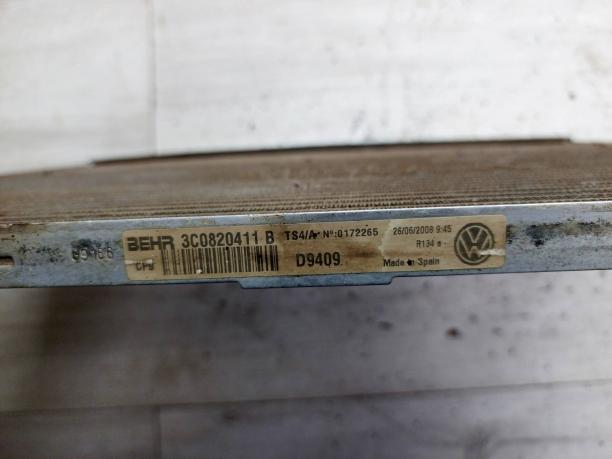 BEHR 3C0820411 B TS4/A Nº:0172265 26/06/2008 9:45
R134 a
D9409 Made in Spain